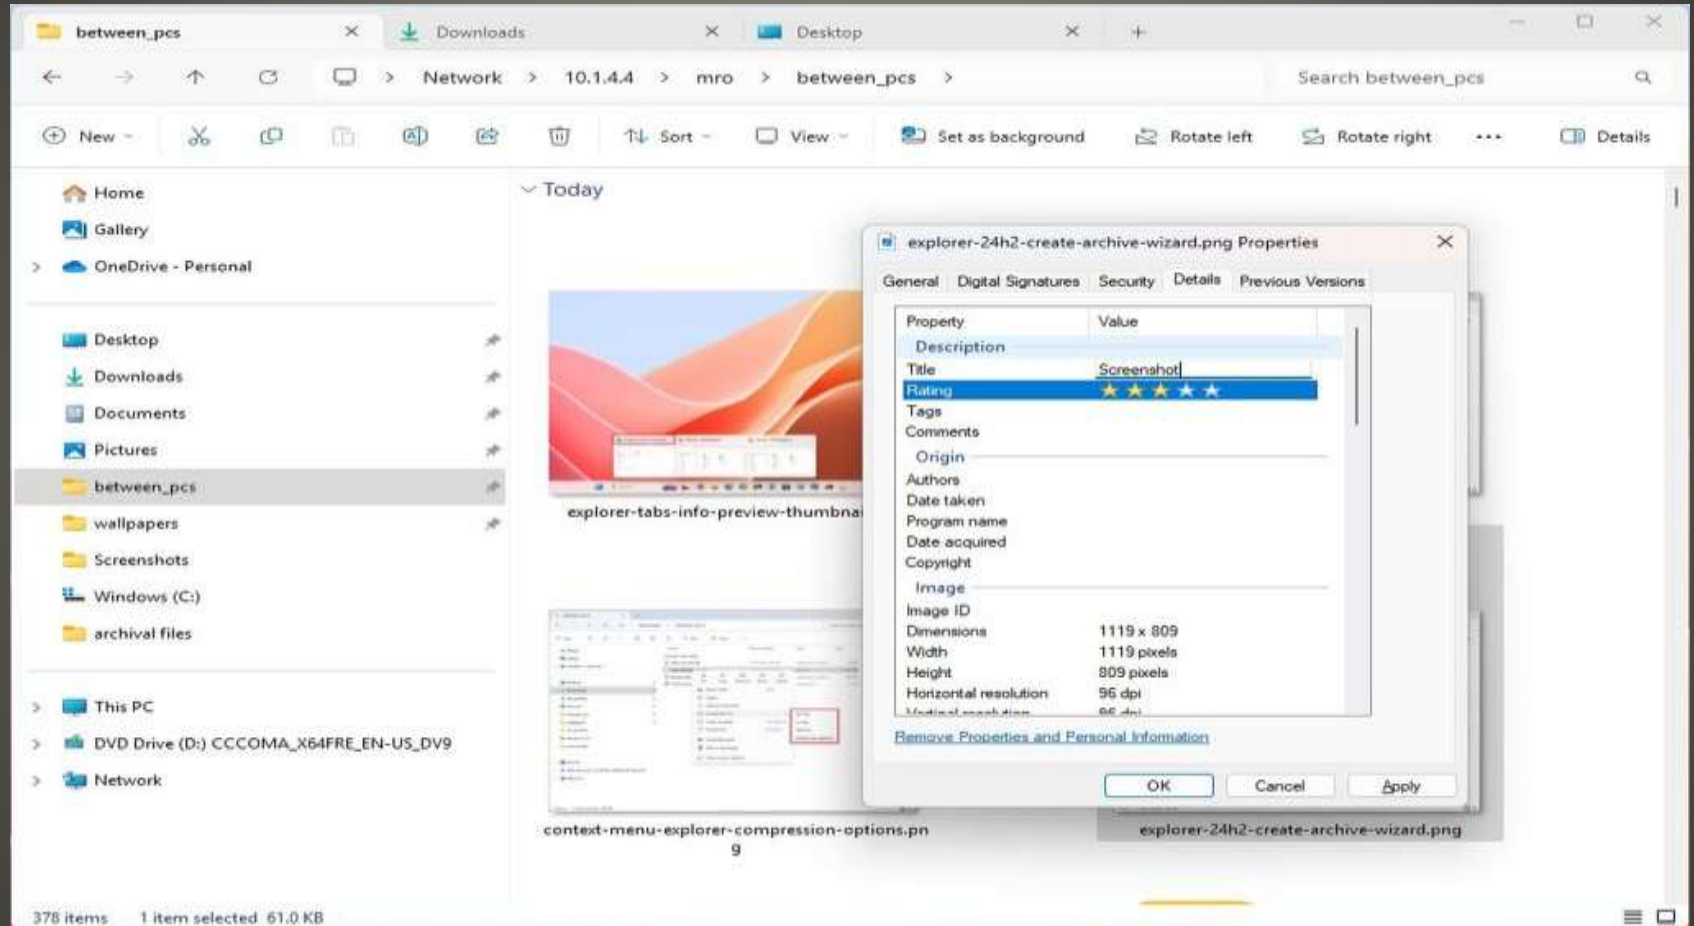 between_pcs
Downloads
Desktop
Network > 10.1.4.4 > mro > between_pcs >
Search between_pcs
New
Sort
View
Set as background
Rotate left
Rotate right
...
Details
Home
Gallery
OneDrive - Personal
Desktop
Downloads
Documents
Pictures
between_pcs
wallpapers
Screenshots
Windows (C:)
archival files
This PC
DVD Drive (D:) CCCOMA_X64FRE_EN-US_DV9
Network
Today
explorer-tabs-info-preview-thumbnai
context-menu-explorer-compression-options.pn
g
explorer-24h2-create-archive-wizard.png
explorer-24h2-create-archive-wizard.png Properties
General Digital Signatures Security Details Previous Versions
Property Value
Description
Title Screenshot
Rating
Tags
Comments
Origin
Authors
Date taken
Program name
Date acquired
Copyright
Image
Image ID
Dimensions 1119 x 809
Width 1119 pixels
Height 809 pixels
Horizontal resolution 96 dpi
Vertical resolution 96 dpi
Remove Properties and Personal Information
OK
Cancel
Apply
378 items 1 item selected 61.0 KB